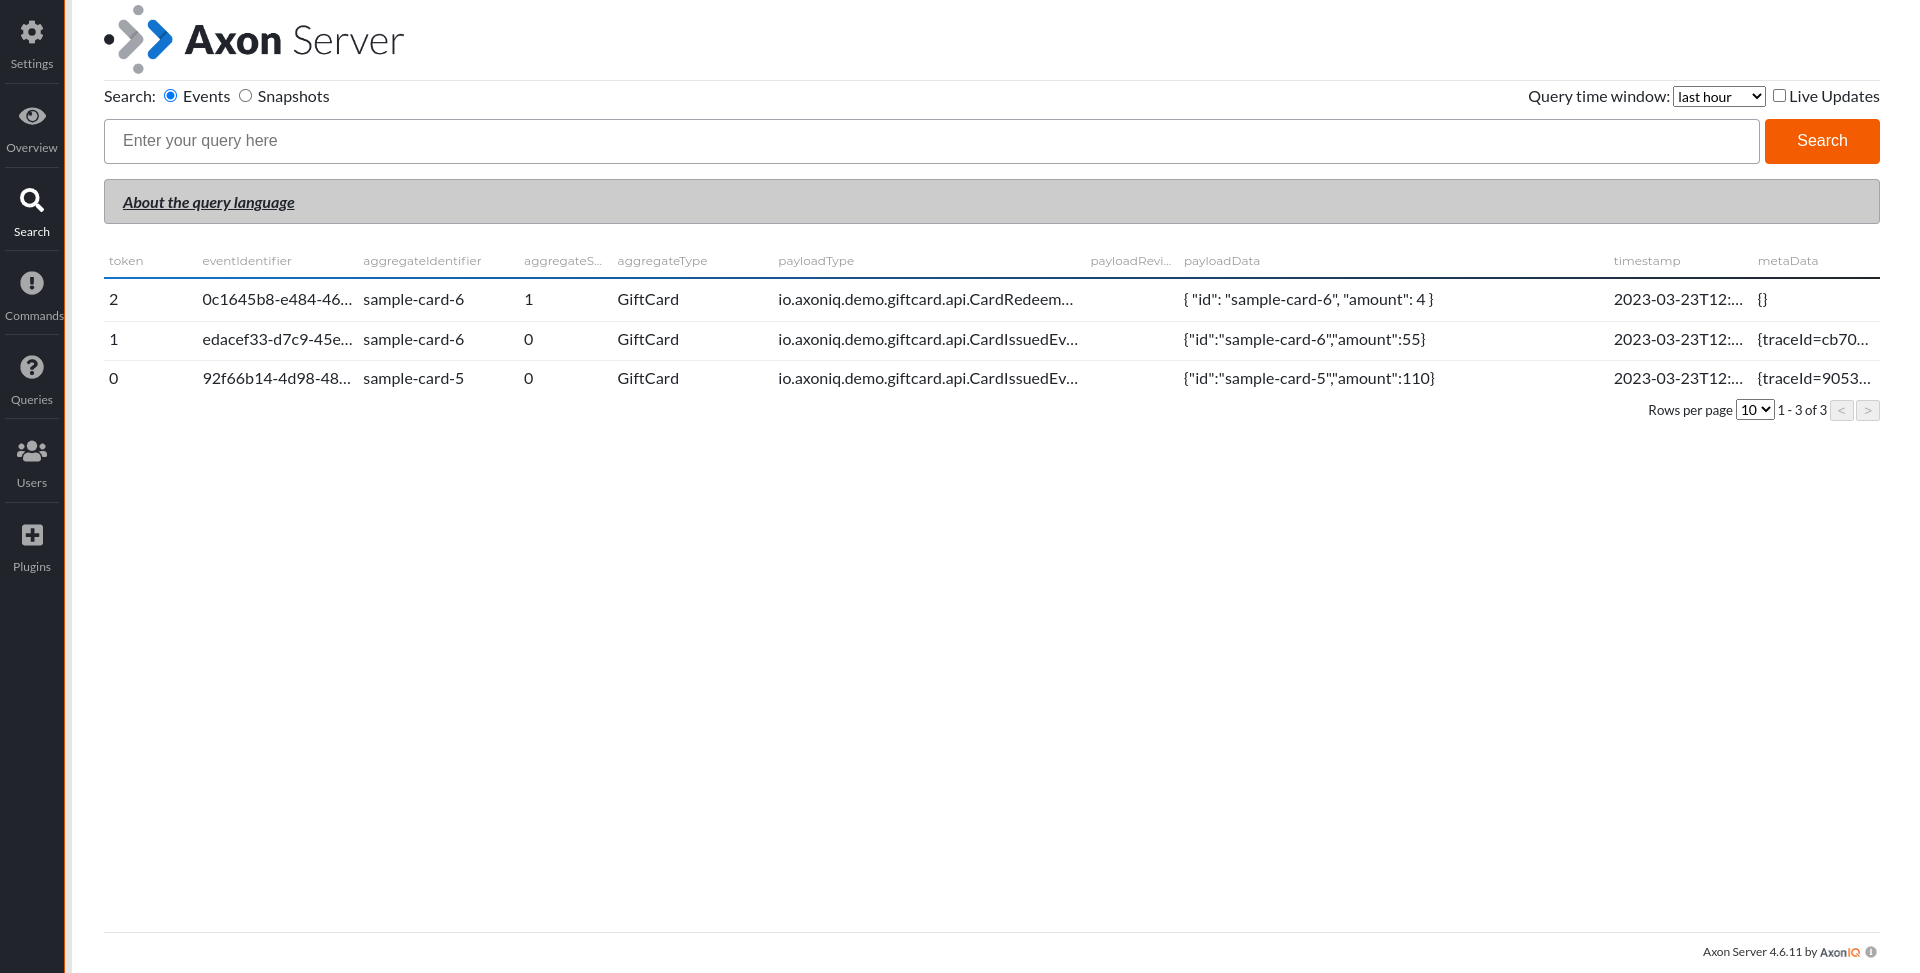 Settings
Overview
Search
Commands
Queries
Users
Plugins
Axon Server
Search: Events Snapshots
Query time window: last hour Live Updates
Enter your query here
Search
About the query language
token eventIdentifier aggregateIdentifier aggregateS... aggregateType payloadType payloadRevi... payloadData timestamp metaData
2 0c1645b8-e484-46... sample-card-6 1 GiftCard io.axoniq.demo.giftcard.api.CardRedeem... { "id": "sample-card-6", "amount": 4 } 2023-03-23T12:... {}
1 edacef33-d7c9-45e... sample-card-6 0 GiftCard io.axoniq.demo.giftcard.api.CardIssuedEv... {"id":"sample-card-6","amount":55} 2023-03-23T12:... {traceId=cb70...
0 92f66b14-4d98-48... sample-card-5 0 GiftCard io.axoniq.demo.giftcard.api.CardIssuedEv... {"id":"sample-card-5","amount":110} 2023-03-23T12:... {traceId=9053...
Rows per page 10 1 - 3 of 3 < >
Axon Server 4.6.11 by AxonIQ